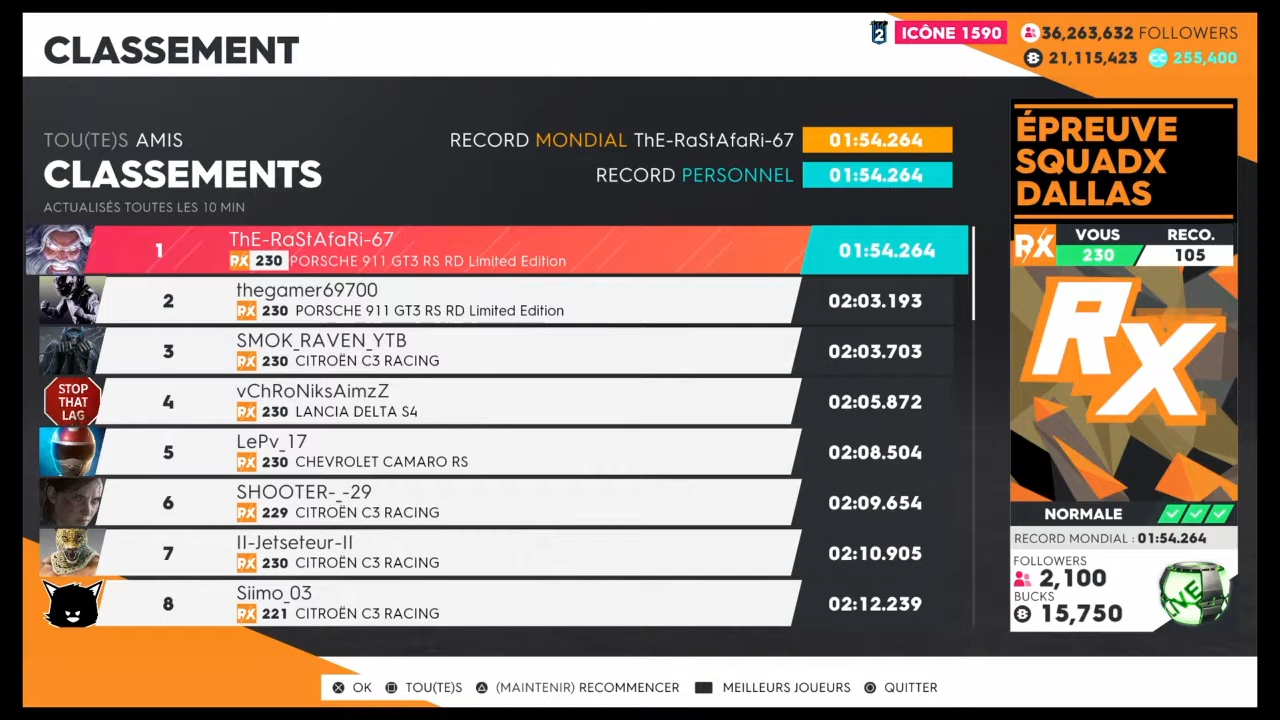 CLASSEMENT
2 ICÔNE 1590
36,263,632 FOLLOWERS
21,115,423 CC 255,400
TOU(TE)S AMIS
CLASSEMENTS
ACTUALISÉS TOUTES LES 10 MIN
RECORD MONDIAL ThE-RaStAfaRi-67 01:54.264
RECORD PERSONNEL 01:54.264
1 ThE-RaStAfaRi-67 01:54.264
RX 230 PORSCHE 911 GT3 RS RD Limited Edition
2 thegamer69700 02:03.193
RX 230 PORSCHE 911 GT3 RS RD Limited Edition
3 SMOK_RAVEN_YTB 02:03.703
RX 230 CITROËN C3 RACING
STOP
THAT
LAG
4 vChRoNiksAimzZ 02:05.872
RX 230 LANCIA DELTA S4
5 LePv_17 02:08.504
RX 230 CHEVROLET CAMARO RS
6 SHOOTER-_-29 02:09.654
RX 229 CITROËN C3 RACING
7 II-Jetseteur-II 02:10.905
RX 230 CITROËN C3 RACING
8 Siimo_03 02:12.239
RX 221 CITROËN C3 RACING
ÉPREUVE
SQUADX
DALLAS
RX VOUS RECO.
230 105
RX
NORMALE
RECORD MONDIAL : 01:54.264
FOLLOWERS
2,100
BUCKS
15,750
LIVE
OK TOU(TE)S (MAINTENIR) RECOMMENCER MEILLEURS JOUEURS QUITTER